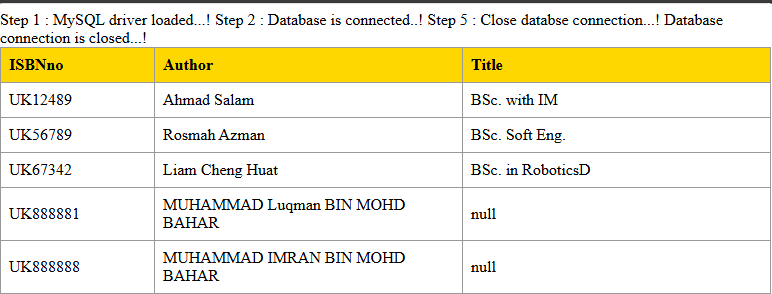 Step 1 : MySQL driver loaded...! Step 2 : Database is connected..! Step 5 : Close databse connection...! Database
connection is closed...!
ISBNno Author Title
UK12489 Ahmad Salam BSc. with IM
UK56789 Rosmah Azman BSc. Soft Eng.
UK67342 Liam Cheng Huat BSc. in RoboticsD
UK888881 MUHAMMAD Luqman BIN MOHD BAHAR null
UK888888 MUHAMMAD IMRAN BIN MOHD BAHAR null